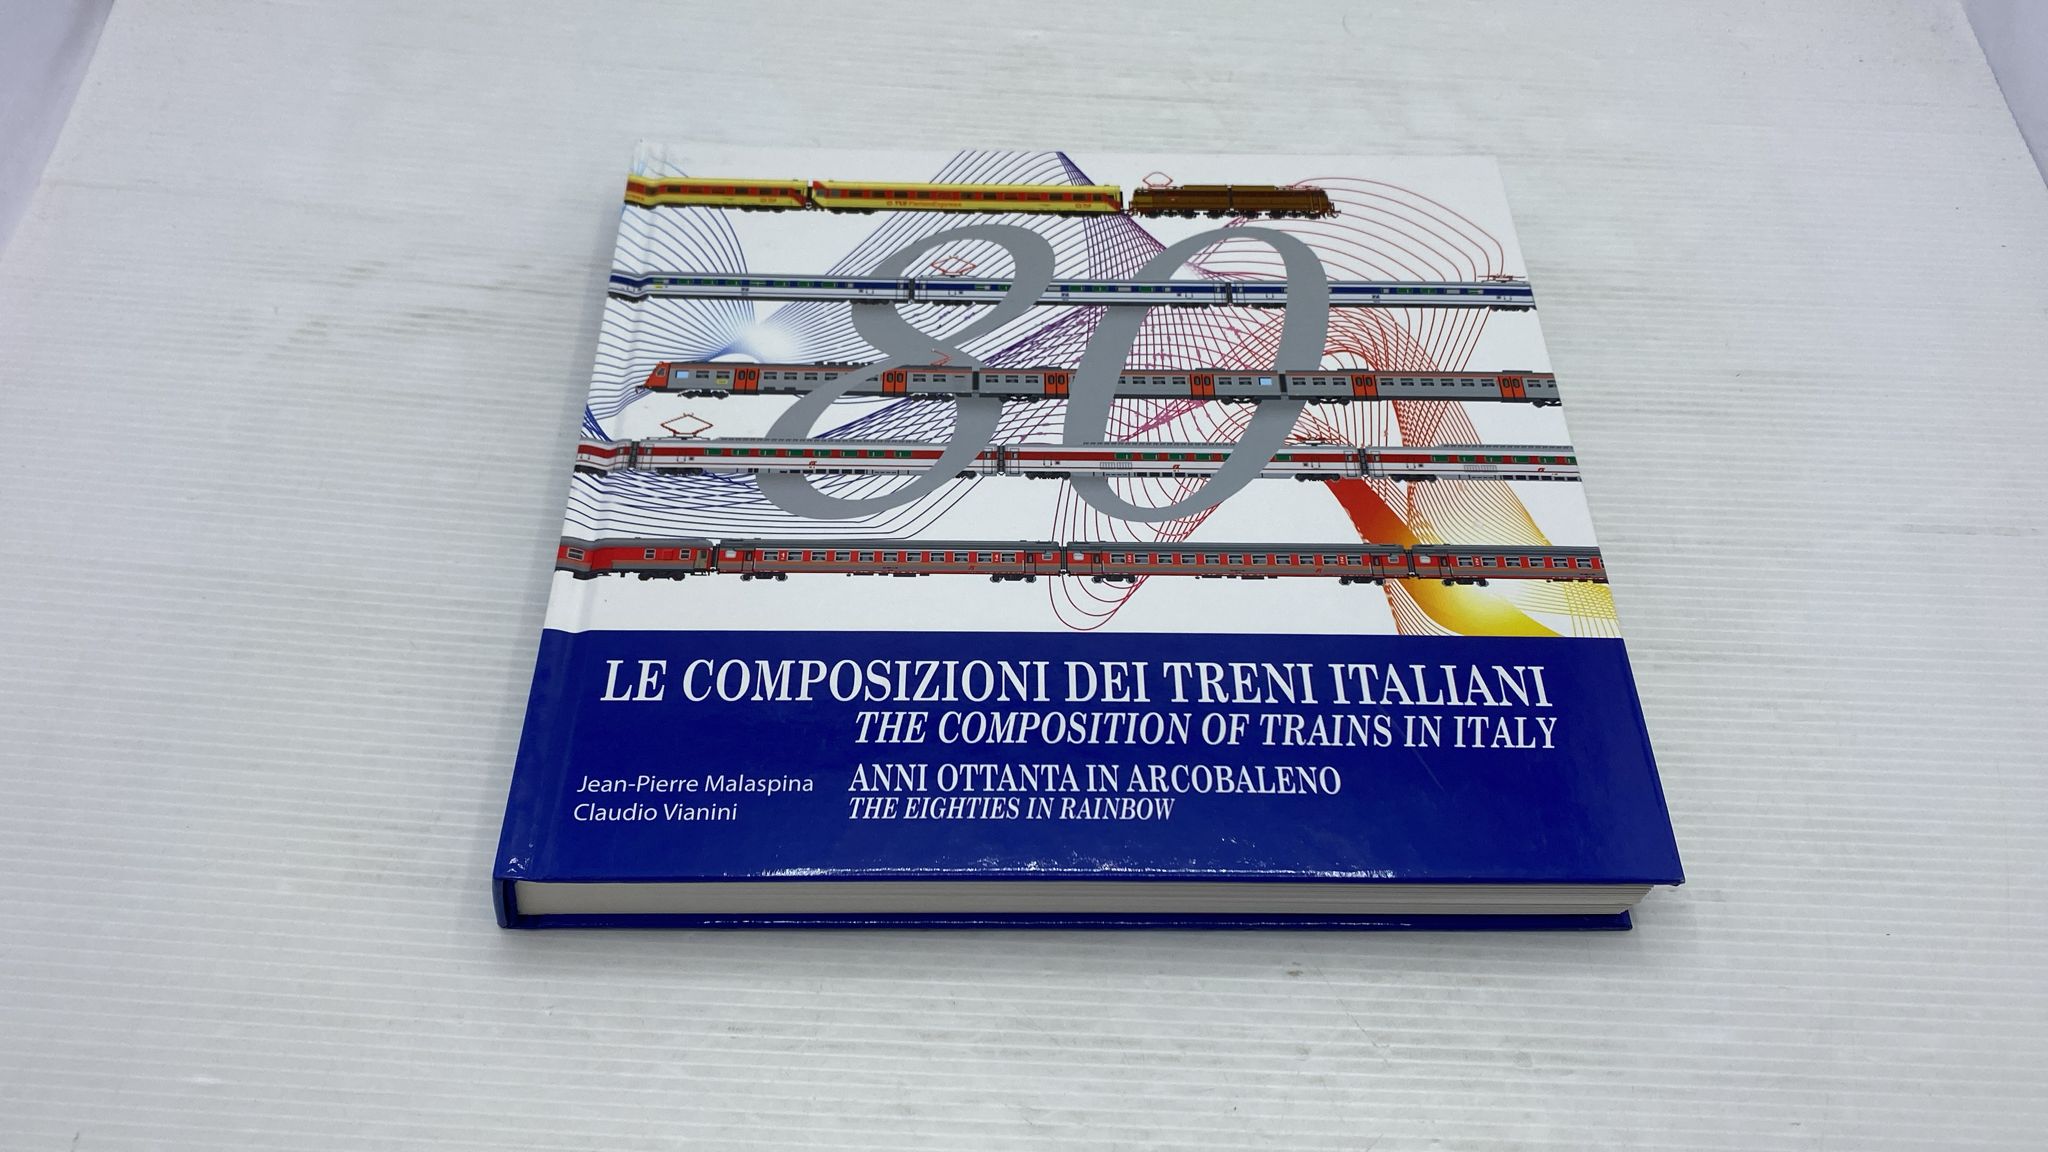 80
LE COMPOSIZIONI DEI TRENI ITALIANI
THE COMPOSITION OF TRAINS IN ITALY
Jean-Pierre Malaspina
Claudio Vianini
ANNI OTTANTA IN ARCOBALENO
THE EIGHTIES IN RAINBOW